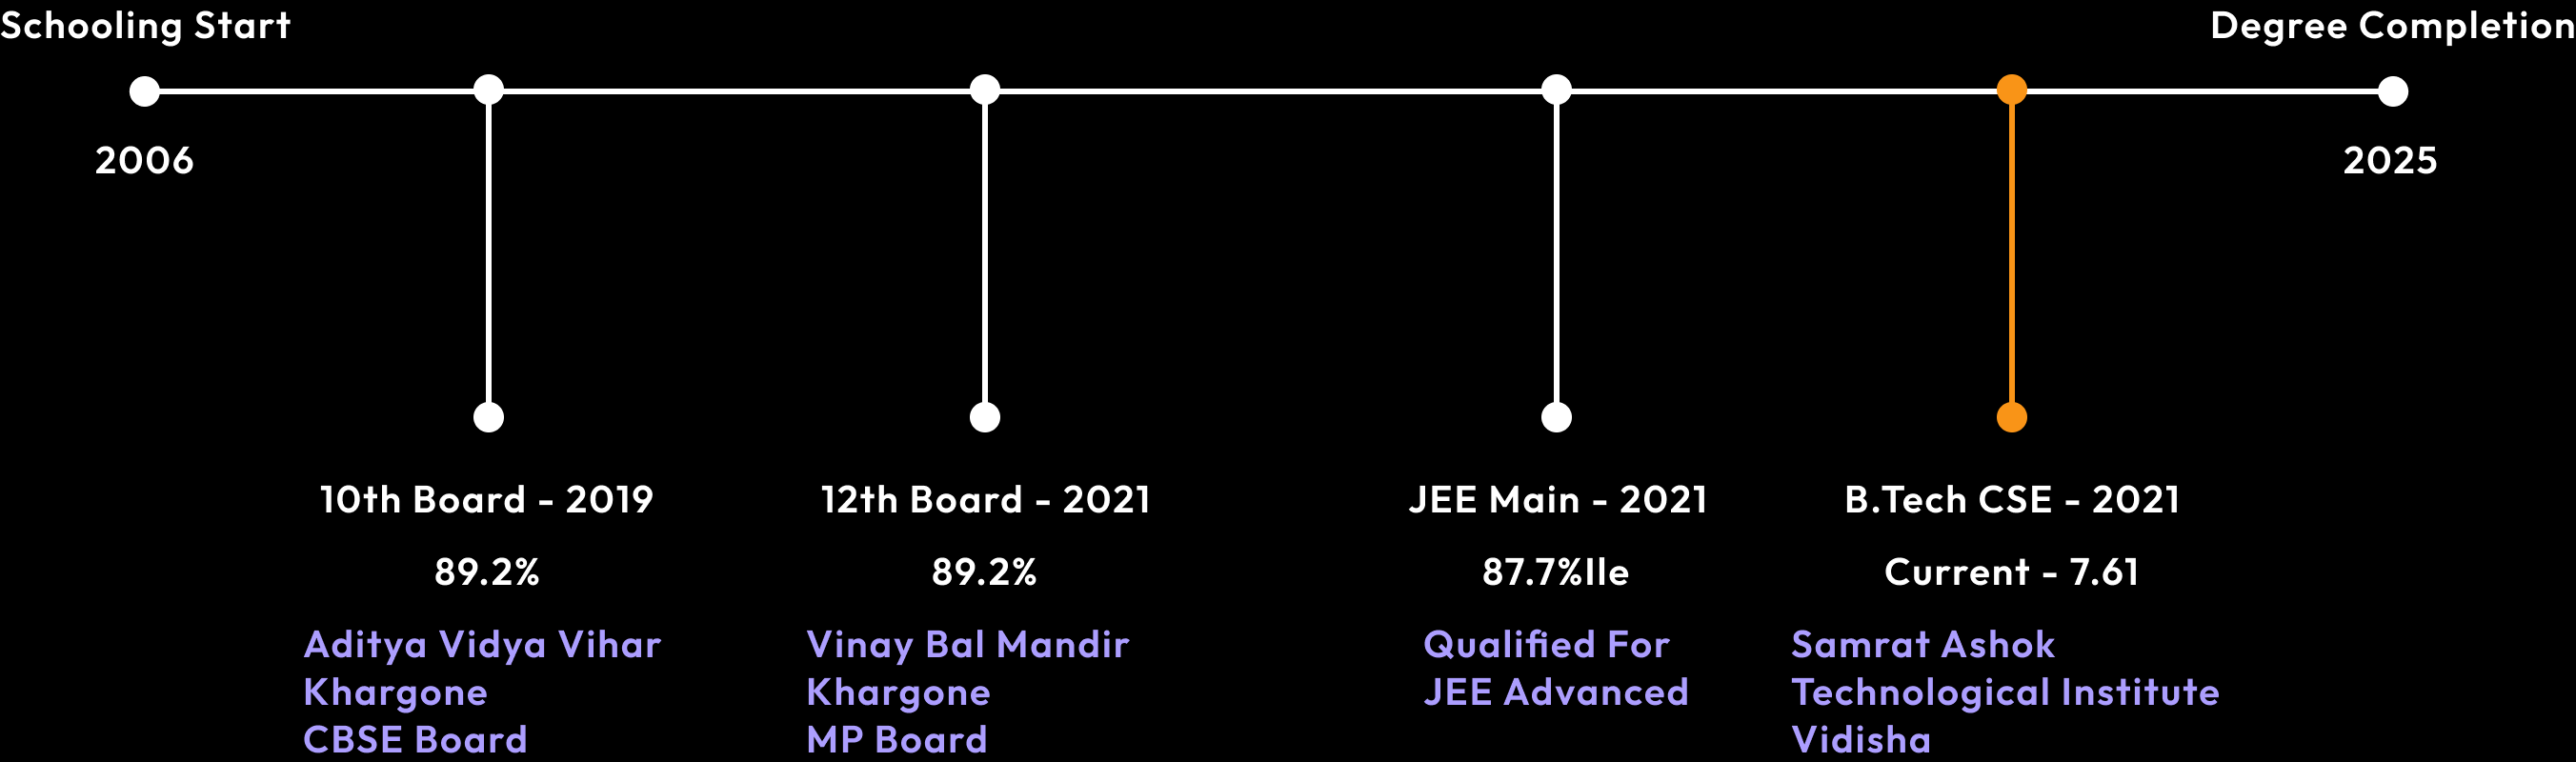 Schooling Start
Degree Completion
2006
2025
10th Board - 2019
89.2%
Aditya Vidya Vihar
Khargone
CBSE Board
12th Board - 2021
89.2%
Vinay Bal Mandir
Khargone
MP Board
JEE Main - 2021
87.7%Ile
Qualified For
JEE Advanced
B.Tech CSE - 2021
Current - 7.61
Samrat Ashok
Technological Institute
Vidisha